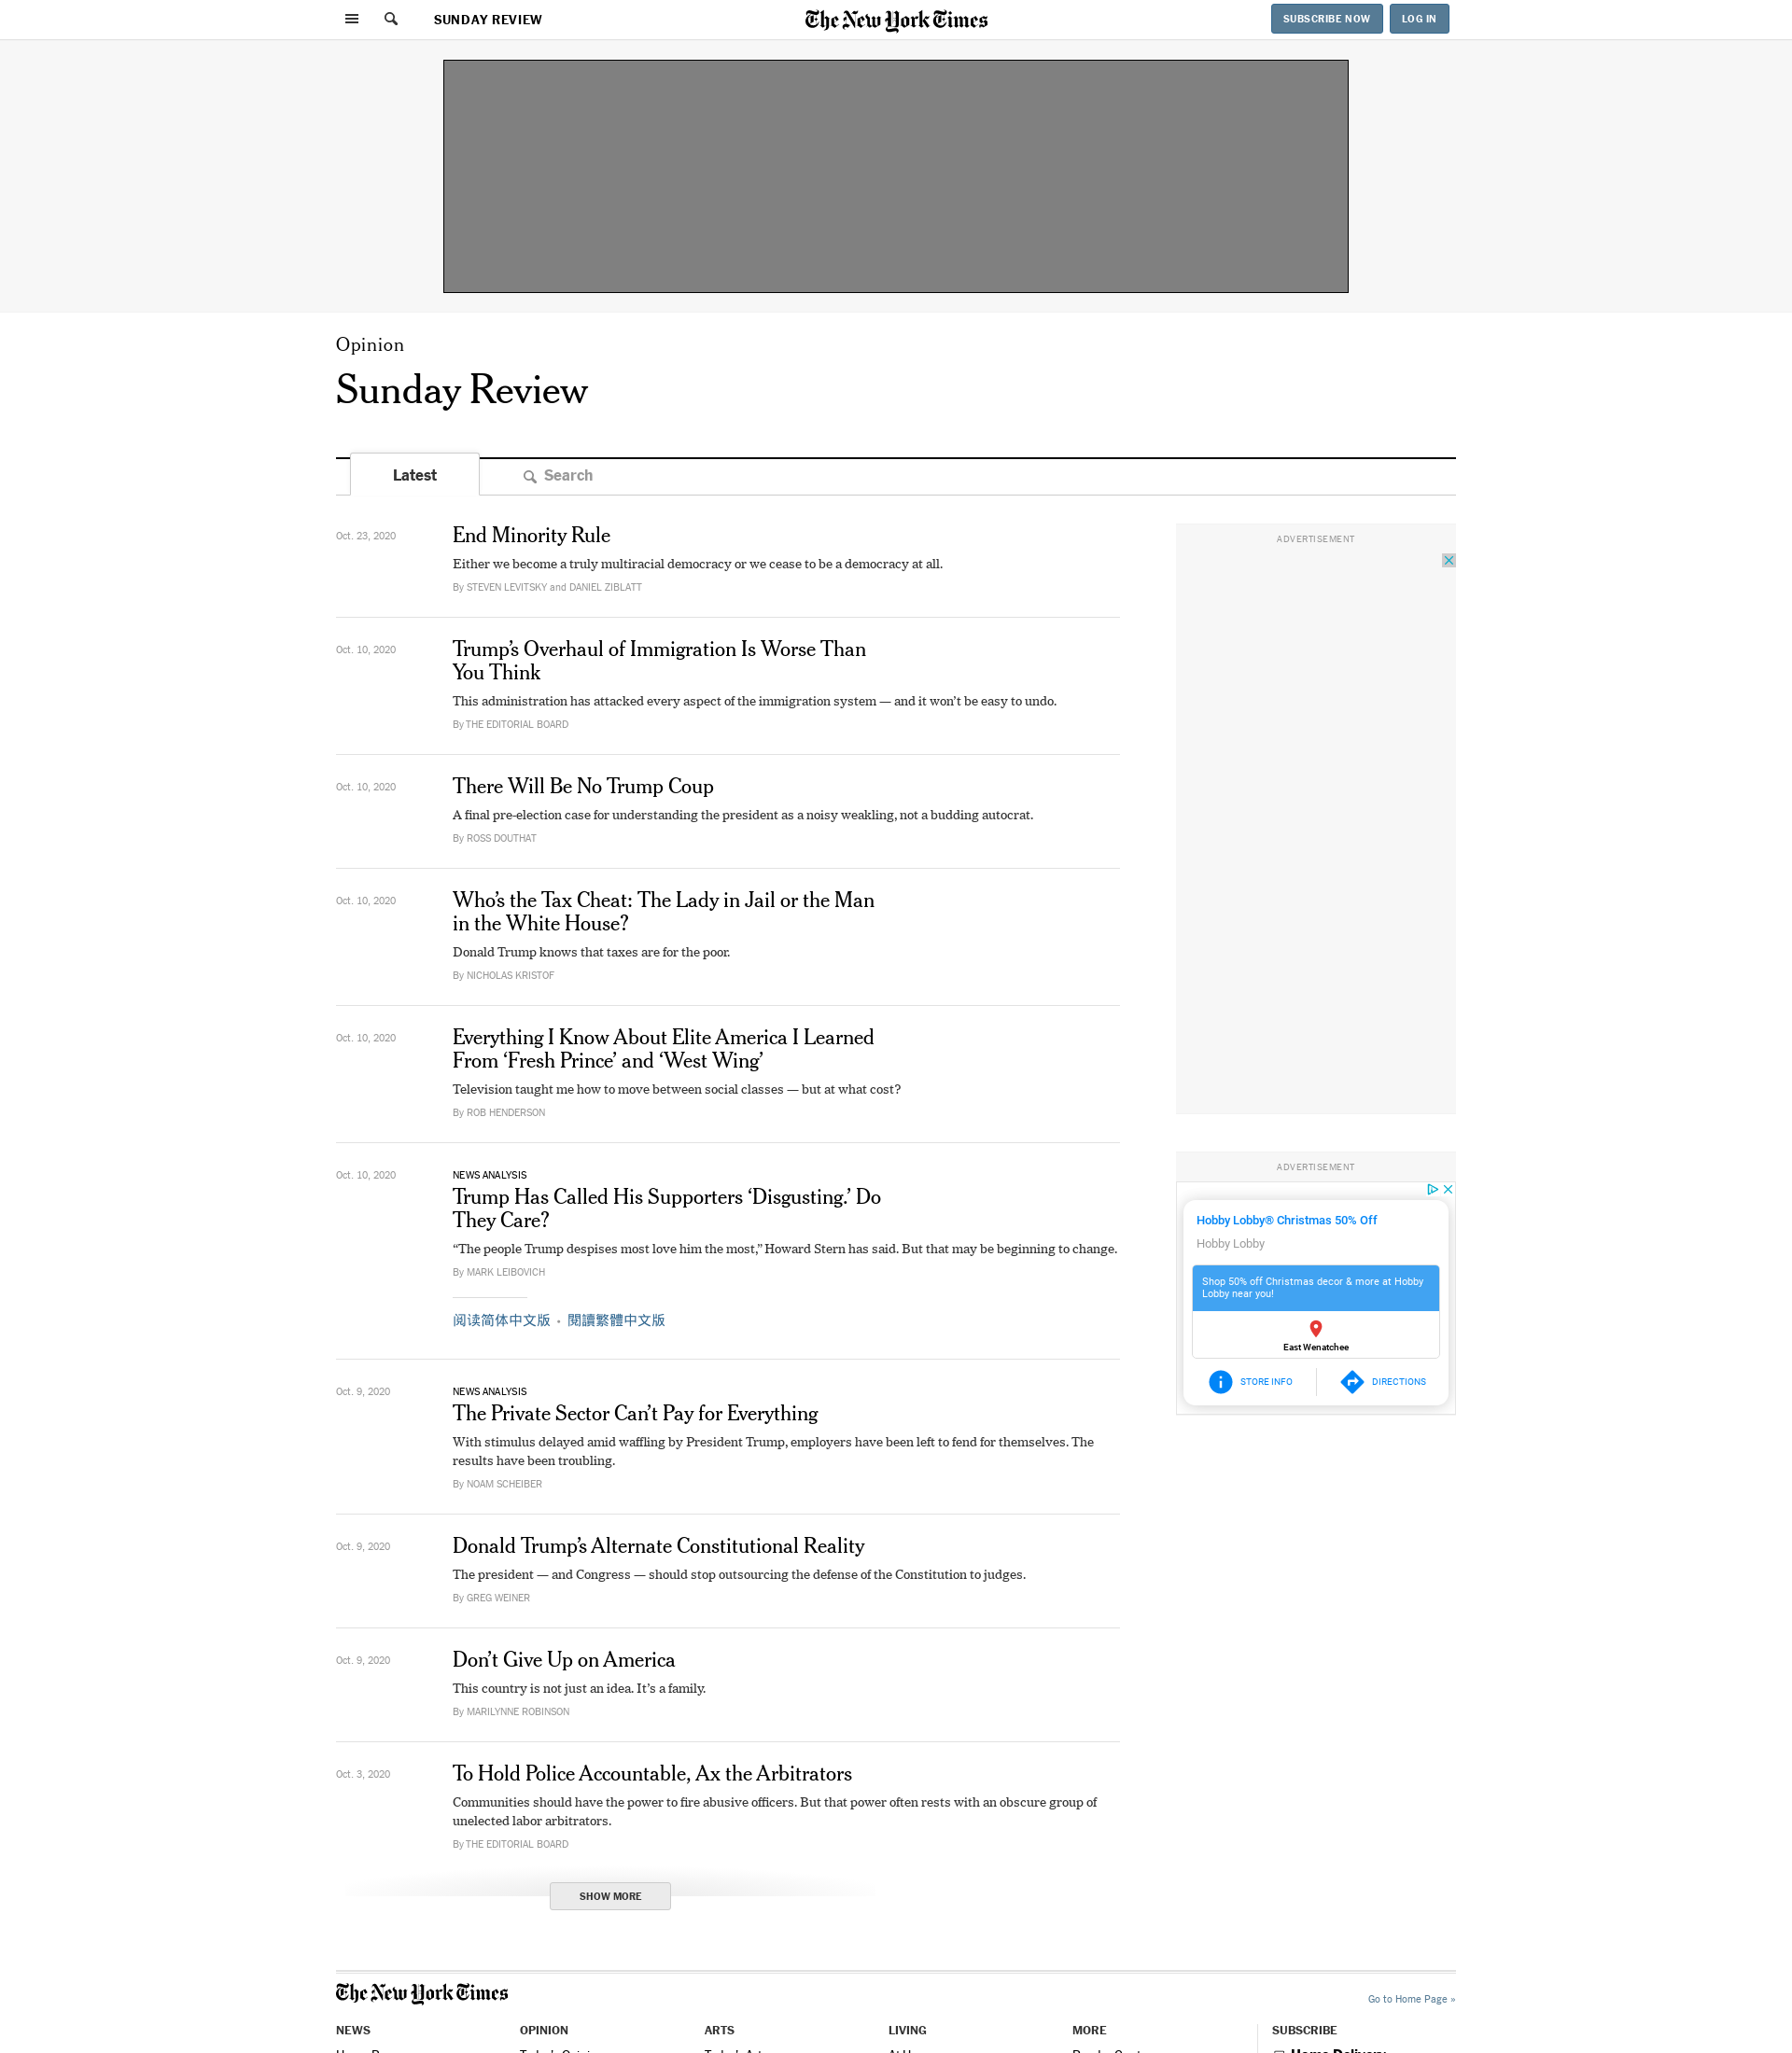 SUNDAY REVIEW
The New York Times
SUBSCRIBE NOW
LOG IN
Opinion
Sunday Review
Latest
Search
Oct. 23, 2020
End Minority Rule
Either we become a truly multiracial democracy or we cease to be a democracy at all.
By STEVEN LEVITSKY and DANIEL ZIBLATT
Oct. 10, 2020
Trump’s Overhaul of Immigration Is Worse Than
You Think
This administration has attacked every aspect of the immigration system — and it won’t be easy to undo.
By THE EDITORIAL BOARD
Oct. 10, 2020
There Will Be No Trump Coup
A final pre-election case for understanding the president as a noisy weakling, not a budding autocrat.
By ROSS DOUTHAT
Oct. 10, 2020
Who’s the Tax Cheat: The Lady in Jail or the Man
in the White House?
Donald Trump knows that taxes are for the poor.
By NICHOLAS KRISTOF
Oct. 10, 2020
Everything I Know About Elite America I Learned
From ‘Fresh Prince’ and ‘West Wing’
Television taught me how to move between social classes — but at what cost?
By ROB HENDERSON
Oct. 10, 2020
NEWS ANALYSIS
Trump Has Called His Supporters ‘Disgusting.’ Do
They Care?
“The people Trump despises most love him the most,” Howard Stern has said. But that may be beginning to change.
By MARK LEIBOVICH
阅读简体中文版 • 閱讀繁體中文版
Oct. 9, 2020
NEWS ANALYSIS
The Private Sector Can’t Pay for Everything
With stimulus delayed amid waffling by President Trump, employers have been left to fend for themselves. The
results have been troubling.
By NOAM SCHEIBER
Oct. 9, 2020
Donald Trump’s Alternate Constitutional Reality
The president — and Congress — should stop outsourcing the defense of the Constitution to judges.
By GREG WEINER
Oct. 9, 2020
Don’t Give Up on America
This country is not just an idea. It’s a family.
By MARILYNNE ROBINSON
Oct. 3, 2020
To Hold Police Accountable, Ax the Arbitrators
Communities should have the power to fire abusive officers. But that power often rests with an obscure group of
unelected labor arbitrators.
By THE EDITORIAL BOARD
SHOW MORE
ADVERTISEMENT
ADVERTISEMENT
Hobby Lobby® Christmas 50% Off
Hobby Lobby
Shop 50% off Christmas decor & more at Hobby
Lobby near you!
East Wenatchee
STORE INFO
DIRECTIONS
The New York Times
Go to Home Page »
NEWS
OPINION
ARTS
LIVING
MORE
SUBSCRIBE